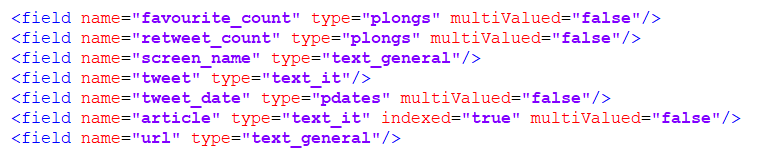 <field name="favourite_count" type="plongs" multiValued="false"/>
<field name="retweet_count" type="plongs" multiValued="false"/>
<field name="screen_name" type="text_general"/>
<field name="tweet" type="text_it"/>
<field name="tweet_date" type="pdates" multiValued="false"/>
<field name="article" type="text_it" indexed="true" multiValued="false"/>
<field name="url" type="text_general"/>